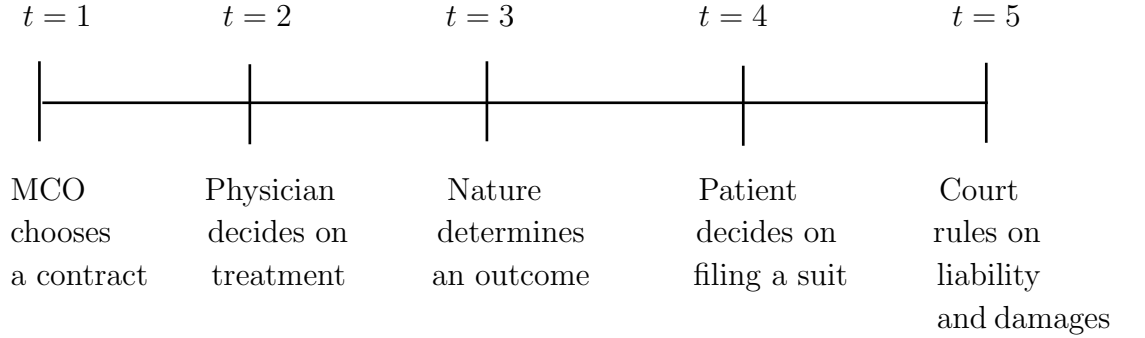 t = 1 t = 2 t = 3 t = 4 t = 5
MCO Physician Nature Patient Court
chooses decides on determines decides on rules on
a contract treatment an outcome filing a suit liability
and damages